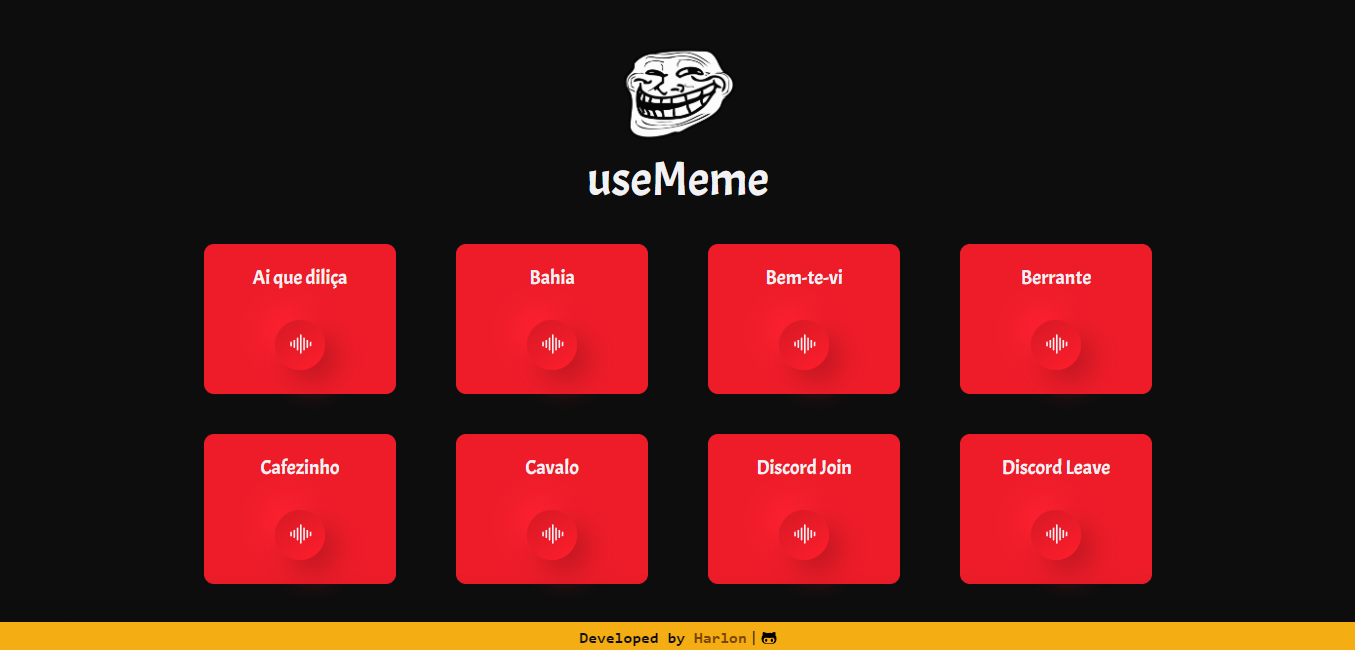 useMeme
Ai que diliça
Bahia
Bem-te-vi
Berrante
Cafezinho
Cavalo
Discord Join
Discord Leave
Developed by Harlon |